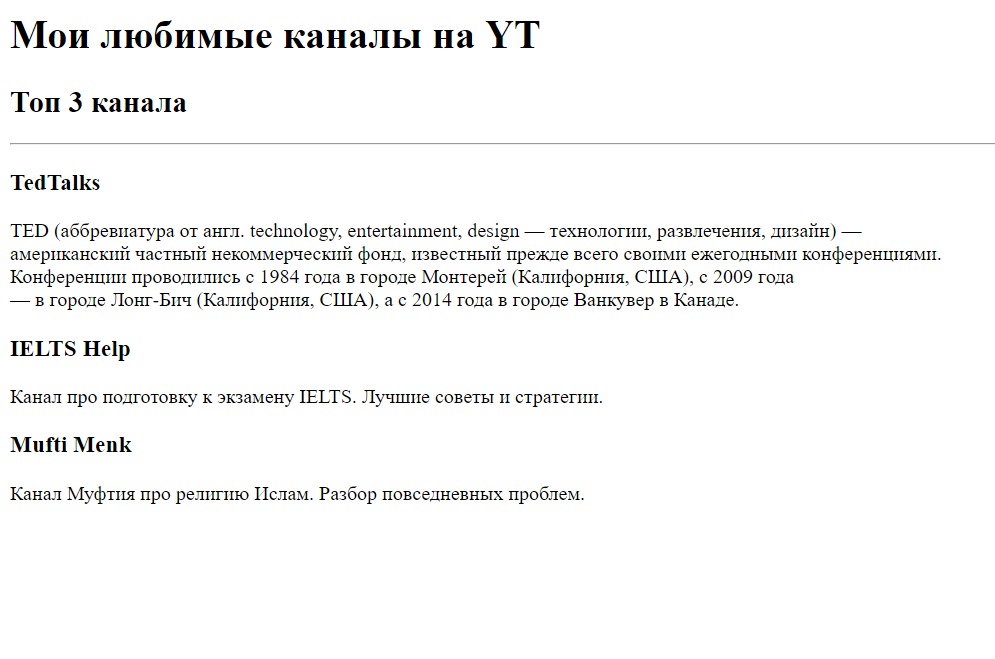 Мои любимые каналы на YT
Топ 3 канала
TedTalks
TED (аббревиатура от англ. technology, entertainment, design — технологии, развлечения, дизайн) —
американский частный некоммерческий фонд, известный прежде всего своими ежегодными конференциями.
Конференции проводились с 1984 года в городе Монтерей (Калифорния, США), с 2009 года
— в городе Лонг-Бич (Калифорния, США), а с 2014 года в городе Ванкувер в Канаде.
IELTS Help
Канал про подготовку к экзамену IELTS. Лучшие советы и стратегии.
Mufti Menk
Канал Муфтия про религию Ислам. Разбор повседневных проблем.